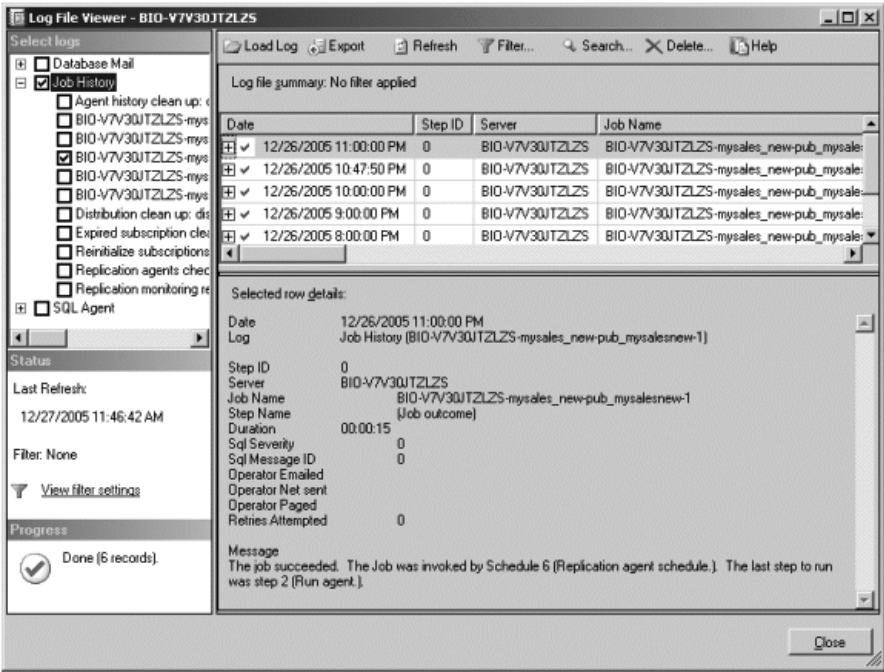 Log File Viewer - BIO-V7V30JTZLZS
Select logs
Database Mail
Job History
Agent history clean up:
BIO-V7V30JTZLZS-mys
BIO-V7V30JTZLZS-mys
BIO-V7V30JTZLZS-mys
BIO-V7V30JTZLZS-mys
BIO-V7V30JTZLZS-mys
Distribution clean up: dis
Expired subscription clea
Reinitialize subscriptions
Replication agents chec
Replication monitoring re
SQL Agent
Status
Last Refresh:
12/27/2005 11:46:42 AM
Filter: None
View filter settings
Progress
Done (6 records).
Load Log Export Refresh Filter... Search... Delete... Help
Log file summary: No filter applied
Date Step ID Server Job Name
12/26/2005 11:00:00 PM 0 BIO-V7V30JTZLZS BIO-V7V30JTZLZS-mysales_new-pub_mysale
12/26/2005 10:47:50 PM 0 BIO-V7V30JTZLZS BIO-V7V30JTZLZS-mysales_new-pub_mysale
12/26/2005 10:00:00 PM 0 BIO-V7V30JTZLZS BIO-V7V30JTZLZS-mysales_new-pub_mysale
12/26/2005 9:00:00 PM 0 BIO-V7V30JTZLZS BIO-V7V30JTZLZS-mysales_new-pub_mysale
12/26/2005 8:00:00 PM 0 BIO-V7V30JTZLZS BIO-V7V30JTZLZS-mysales_new-pub_mysale
Selected row details:
Date 12/26/2005 11:00:00 PM
Log Job History (BIO-V7V30JTZLZS-mysales_new-pub_mysalesnew-1)
Step ID 0
Server BIO-V7V30JTZLZS
Job Name BIO-V7V30JTZLZS-mysales_new-pub_mysalesnew-1
Step Name (Job outcome)
Duration 00:00:15
Sql Severity 0
Sql Message ID 0
Operator Emailed
Operator Net sent
Operator Paged
Retries Attempted 0
Message
The job succeeded. The Job was invoked by Schedule 6 (Replication agent schedule.). The last step to run
was step 2 (Run agent.).
Close